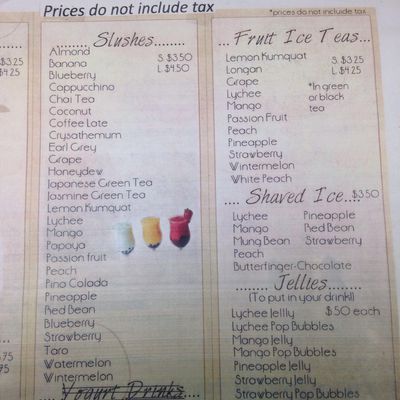 Prices do not include tax
*prices do not include tax
$3.25
$4.25
........ Slushes........
Almond
Banana S. $3.50
Blueberry L. $4.50
Cappucchino
Chai Tea
Coconut
Coffee Late
Crysathemum
Earl Grey
Grape
Honeydew
Japanese Green Tea
Jasmine Green Tea
Lemon Kumquat
Lychee
Mango
Papaya
Passion fruit
Peach
Pina Colada
Pineapple
Red Bean
Blueberry
Strawberry
Taro
Watermelon
Wintermelon
Yogurt Drinks
.... Fruit Ice Teas...
Lemon Kumquat S. $3.25
Longan L. $4.25
Grape
Lychee *In green
Mango or black
Passion Fruit tea
Peach
Pineapple
Strawberry
Wintermelon
White Peach
.... Shaved Ice.... $3.50
Lychee Pineapple
Mango Red Bean
Mung Bean Strawberry
Peach
Butterfinger-Chocolate
........ Jellies........
(To put in your drink!)
Lychee Jellly $.50 each
Lychee Pop Bubbles
Mango Jelly
Mango Pop Bubbles
Pineapple Jelly
Strawberry Jelly
Strawberry Pop Bubbles